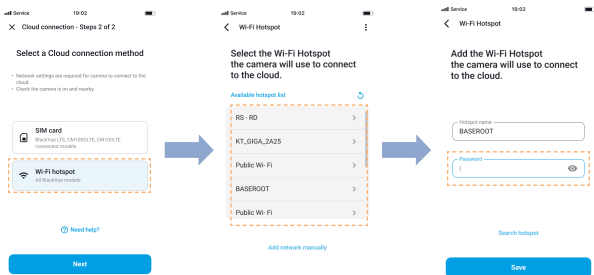 Service 19:02
Cloud connection - Steps 2 of 2
Select a Cloud connection method
• Network settings are required for camera to connect to the
cloud.
• Check the camera is on and nearby.
SIM card
Blackvue LTE, CM100GLTE, CM100LTE
connected models
Wi-Fi hotspot
All Blackvue models
Need help?
Next
Service 19:02
Wi-Fi Hotspot
Select the Wi-Fi Hotspot
the camera will use to connect
to the cloud.
Available hotspot list
RS - RD
KT_GIGA_2A25
Public Wi- Fi
BASEROOT
Public Wi- Fi
Add network manually
Service 19:02
Wi-Fi Hotspot
Add the Wi-Fi Hotspot
the camera will use to connect
to the cloud.
Hotspot name
BASEROOT
Password
Search hotspot
Save